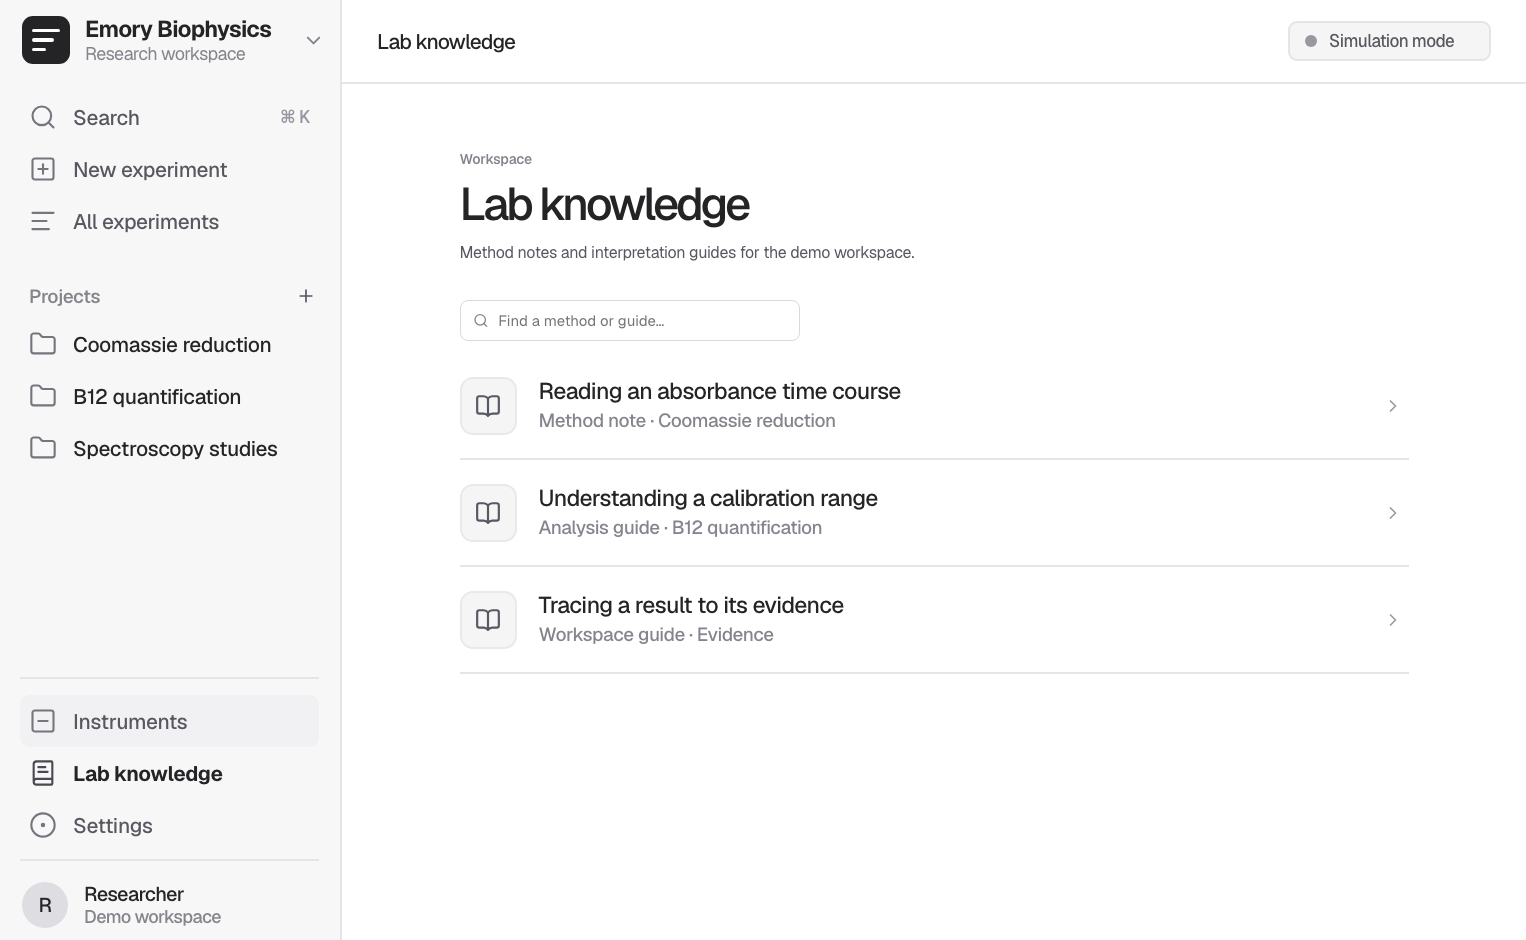 Emory Biophysics
Research workspace
Search ⌘ K
New experiment
All experiments
Projects
Coomassie reduction
B12 quantification
Spectroscopy studies
Instruments
Lab knowledge
Settings
R
Researcher
Demo workspace
Lab knowledge
Simulation mode
Workspace
Lab knowledge
Method notes and interpretation guides for the demo workspace.
Find a method or guide...
Reading an absorbance time course
Method note · Coomassie reduction
Understanding a calibration range
Analysis guide · B12 quantification
Tracing a result to its evidence
Workspace guide · Evidence